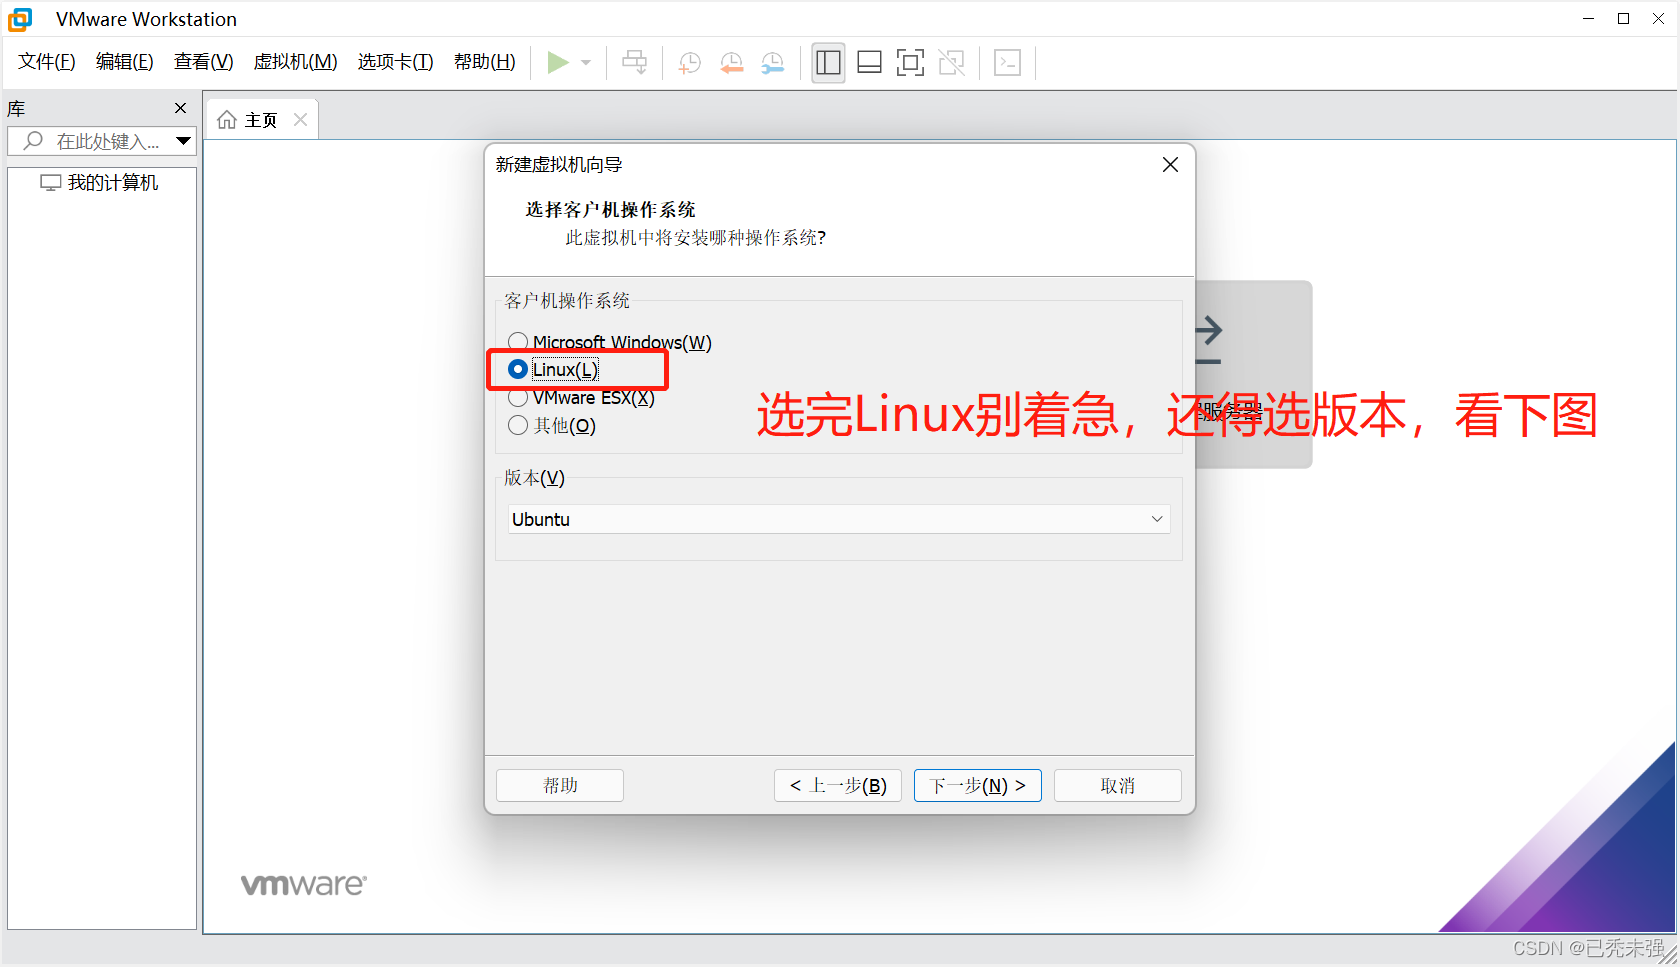 VMware Workstation
文件(F) 编辑(E) 查看(V) 虚拟机(M) 选项卡(T) 帮助(H)
库
主页
在此处键入...
我的计算机
新建虚拟机向导
选择客户机操作系统
此虚拟机中将安装哪种操作系统?
客户机操作系统
Microsoft Windows(W)
Linux(L)
VMware ESX(X)
其他(O)
选完Linux别着急，还得选版本，看下图
服务器
版本(V)
Ubuntu
帮助 < 上一步(B) 下一步(N) > 取消
vmware
CSDN @已秃未强